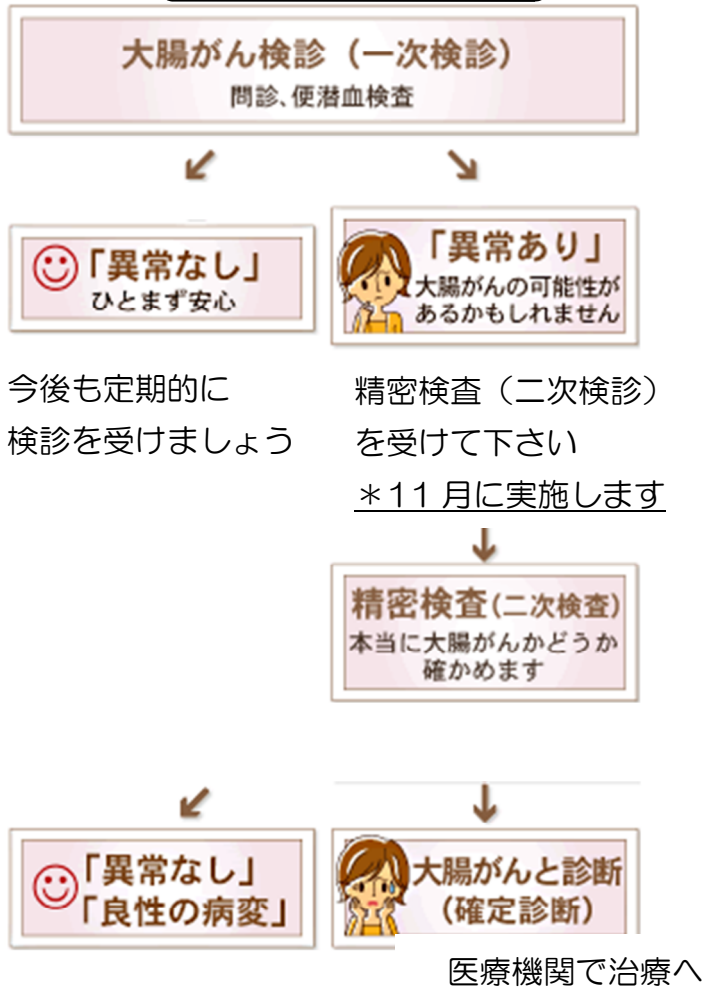 大腸がん検診（一次検診）
問診、便潜血検査
「異常なし」
ひとまず安心
「異常あり」
大腸がんの可能性が
あるかもしれません
今後も定期的に
検診を受けましょう
精密検査（二次検診）
を受けて下さい
＊11月に実施します
精密検査(二次検査)
本当に大腸がんかどうか
確かめます
「異常なし」
「良性の病変」
大腸がんと診断
（確定診断）
医療機関で治療へ